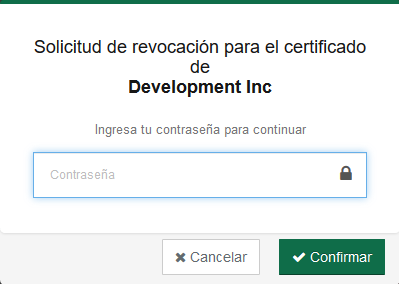 Solicitud de revocación para el certificado
de
Development Inc
Ingresa tu contraseña para continuar
Contraseña
Cancelar
Confirmar